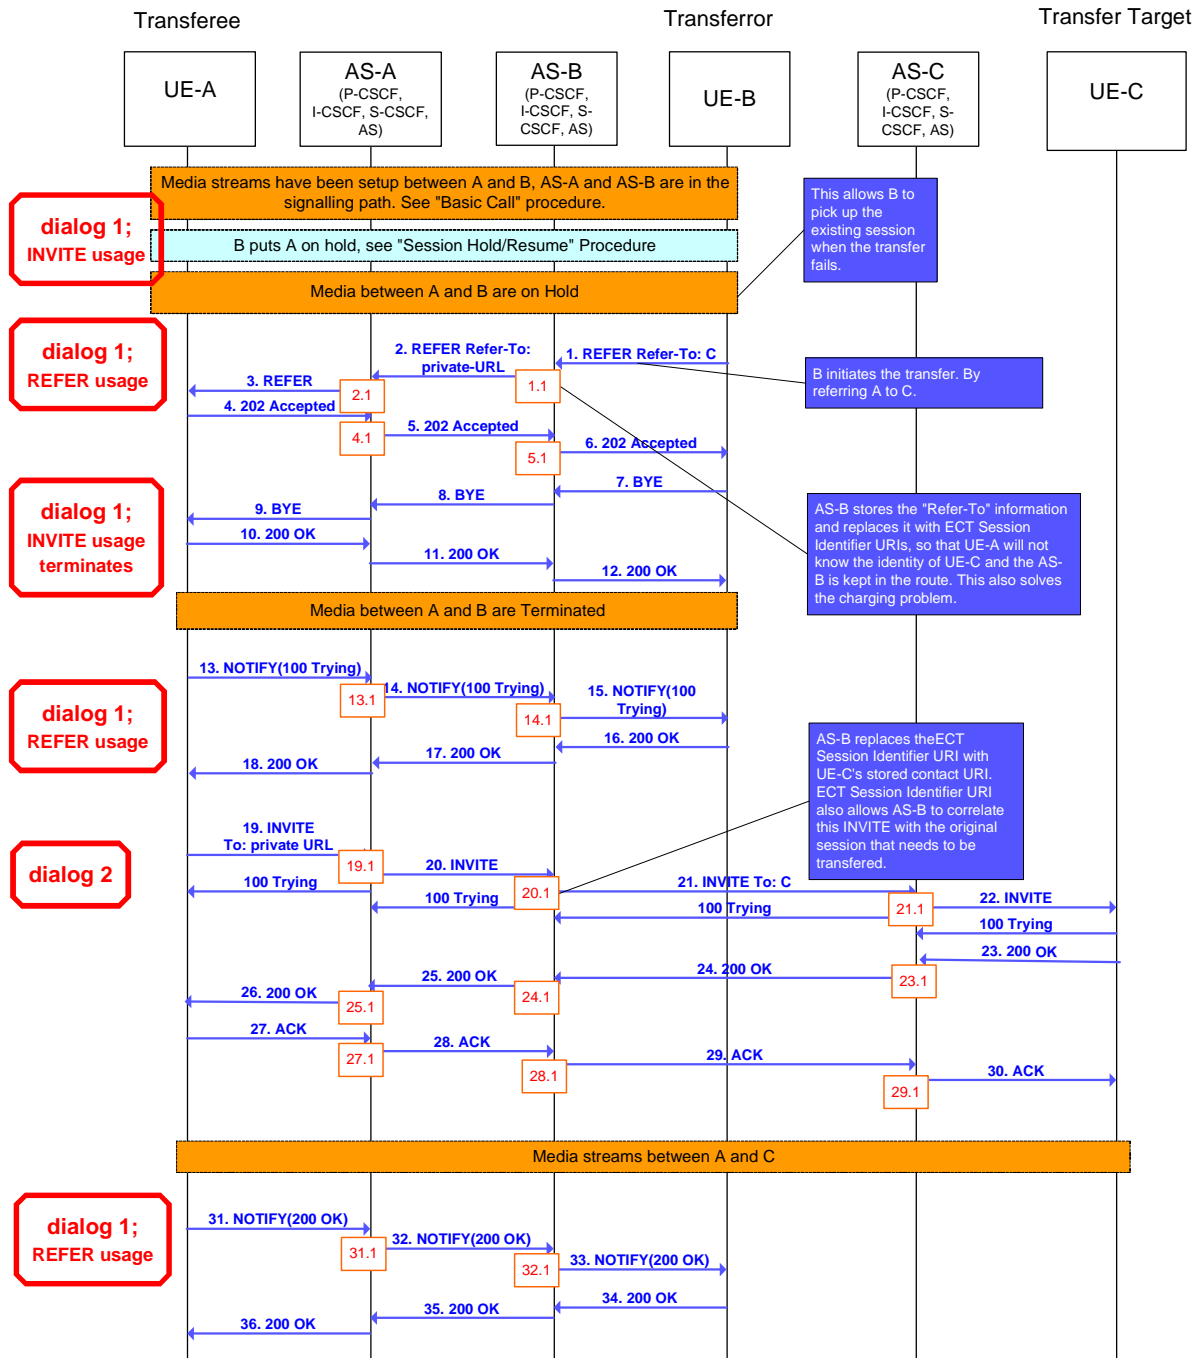 Transferee
Transferror
Transfer Target
UE-A
AS-A
(P-CSCF,
I-CSCF, S-CSCF,
AS)
AS-B
(P-CSCF,
I-CSCF, S-
CSCF, AS)
UE-B
AS-C
(P-CSCF,
I-CSCF, S-
CSCF, AS)
UE-C
Media streams have been setup between A and B, AS-A and AS-B are in the
signalling path. See "Basic Call" procedure.
This allows B to
pick up the
existing session
when the transfer
fails.
dialog 1;
INVITE usage
B puts A on hold, see "Session Hold/Resume" Procedure
Media between A and B are on Hold
dialog 1;
REFER usage
1. REFER Refer-To: C
2. REFER Refer-To:
private-URL
1.1
3. REFER
2.1
B initiates the transfer. By
referring A to C.
4. 202 Accepted
4.1
5. 202 Accepted
5.1
6. 202 Accepted
dialog 1;
INVITE usage
terminates
7. BYE
8. BYE
9. BYE
10. 200 OK
11. 200 OK
12. 200 OK
AS-B stores the "Refer-To" information
and replaces it with ECT Session
Identifier URIs, so that UE-A will not
know the identity of UE-C and the AS-
B is kept in the route. This also solves
the charging problem.
Media between A and B are Terminated
13. NOTIFY(100 Trying)
13.1
14. NOTIFY(100 Trying)
14.1
15. NOTIFY(100
Trying)
dialog 1;
REFER usage
16. 200 OK
17. 200 OK
18. 200 OK
AS-B replaces theECT
Session Identifier URI with
UE-C's stored contact URI.
ECT Session Identifier URI
also allows AS-B to correlate
this INVITE with the original
session that needs to be
transfered.
dialog 2
19. INVITE
To: private URL
19.1
20. INVITE
100 Trying
20.1
21. INVITE To: C
100 Trying
21.1
22. INVITE
100 Trying
100 Trying
23. 200 OK
23.1
24. 200 OK
24.1
25. 200 OK
25.1
26. 200 OK
27. ACK
27.1
28. ACK
28.1
29. ACK
29.1
30. ACK
Media streams between A and C
dialog 1;
REFER usage
31. NOTIFY(200 OK)
31.1
32. NOTIFY(200 OK)
32.1
33. NOTIFY(200 OK)
34. 200 OK
35. 200 OK
36. 200 OK